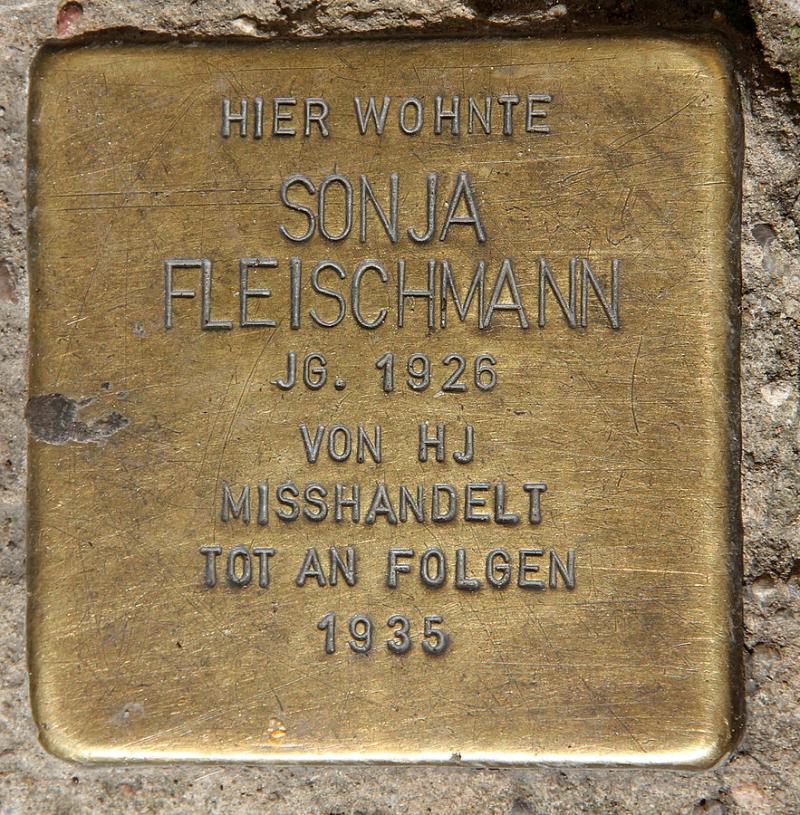 HIER WOHNTE
SONJA
FLEISCHMANN
JG. 1926
VON HJ
MISSHANDELT
TOT AN FOLGEN
1935